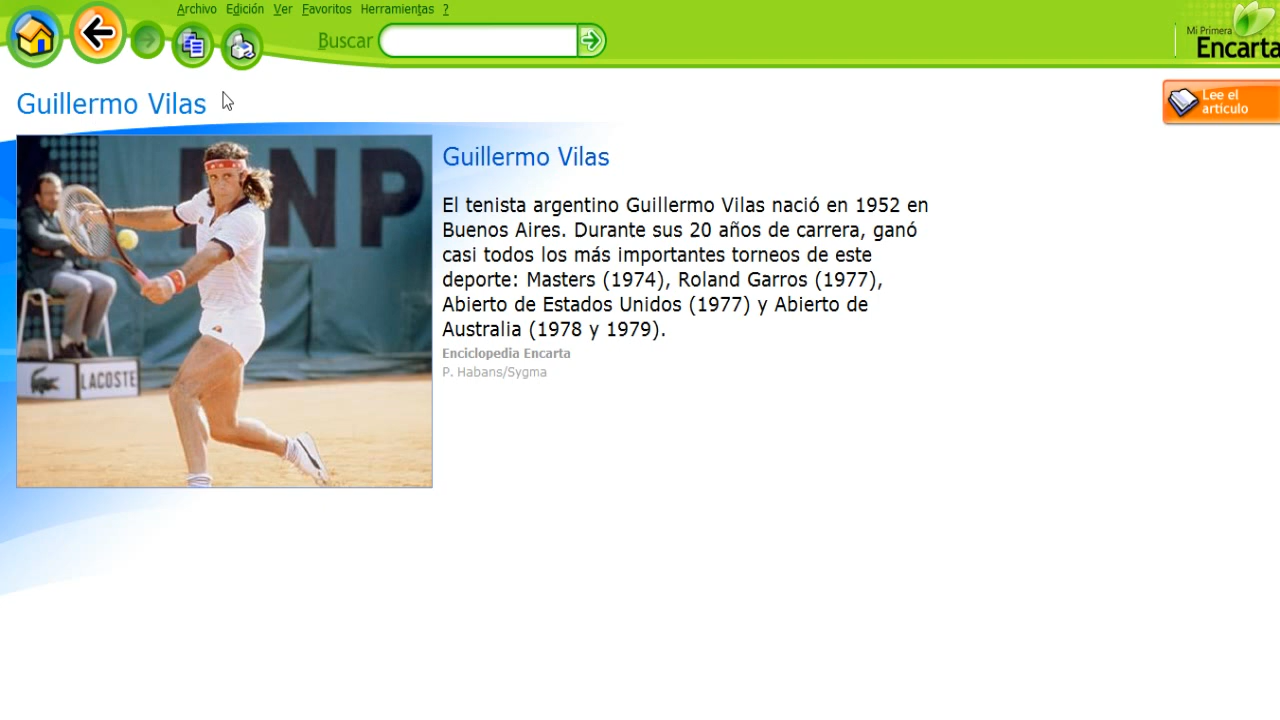 Archivo Edición Ver Favoritos Herramientas ?
Buscar
Mi Primera
Encarta
Guillermo Vilas
Lee el
artículo
NP
LACOSTE
Guillermo Vilas
El tenista argentino Guillermo Vilas nació en 1952 en
Buenos Aires. Durante sus 20 años de carrera, ganó
casi todos los más importantes torneos de este
deporte: Masters (1974), Roland Garros (1977),
Abierto de Estados Unidos (1977) y Abierto de
Australia (1978 y 1979).
Enciclopedia Encarta
P. Habans/Sygma